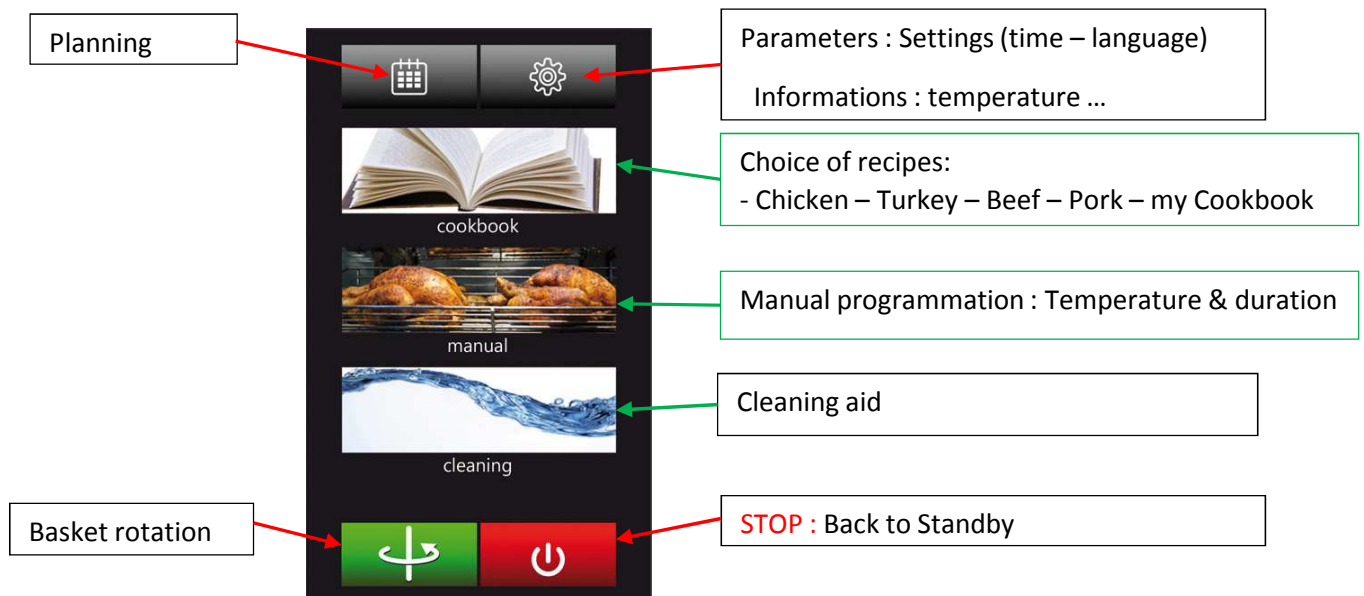 Planning
Parameters : Settings (time – language)
Informations : temperature ...
Choice of recipes:
- Chicken – Turkey – Beef – Pork – my Cookbook
cookbook
Manual programmation : Temperature & duration
manual
Cleaning aid
cleaning
Basket rotation
STOP : Back to Standby